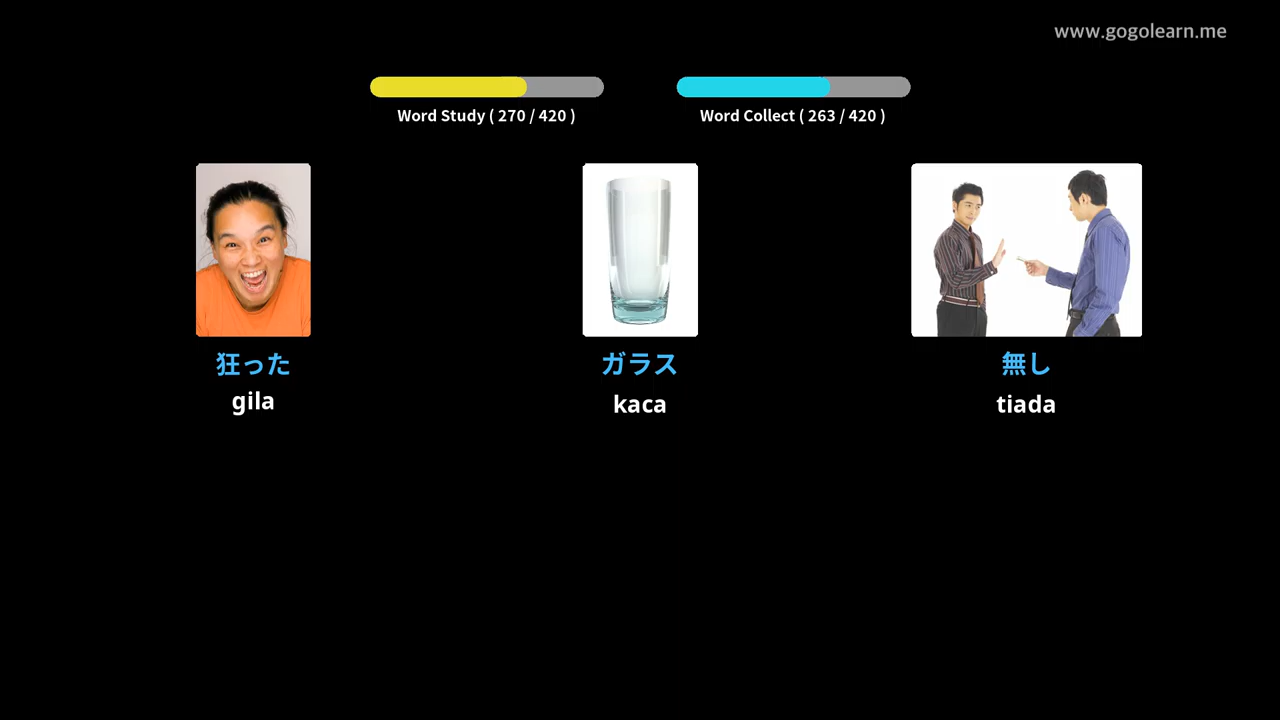 www.gogolearn.me
Word Study ( 270 / 420 )
Word Collect ( 263 / 420 )
狂った
ガラス
無し
gila
kaca
tiada